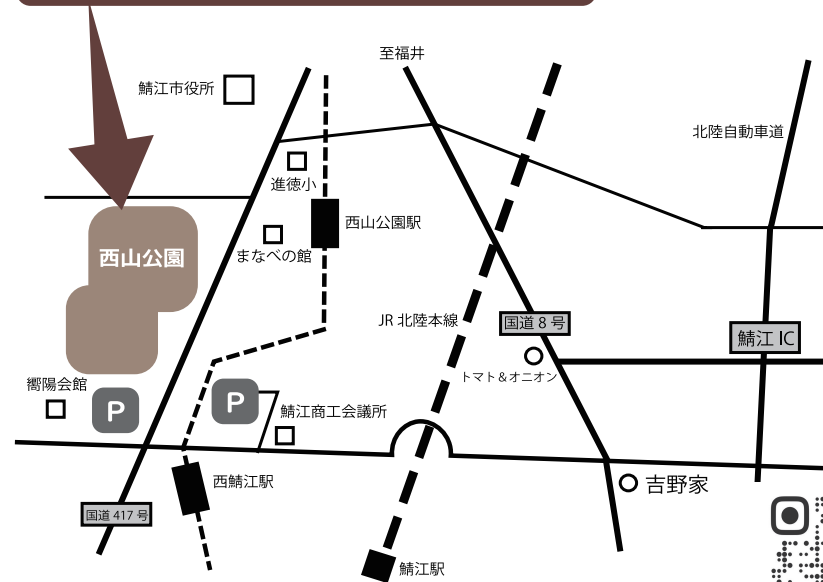 至福井
鯖江市役所
北陸自動車道
進徳小
西山公園駅
まなべの館
西山公園
JR 北陸本線
国道 8 号
鯖江 IC
トマト＆オニオン
嚮陽会館
P
P
鯖江商工会議所
西鯖江駅
吉野家
国道 417 号
鯖江駅